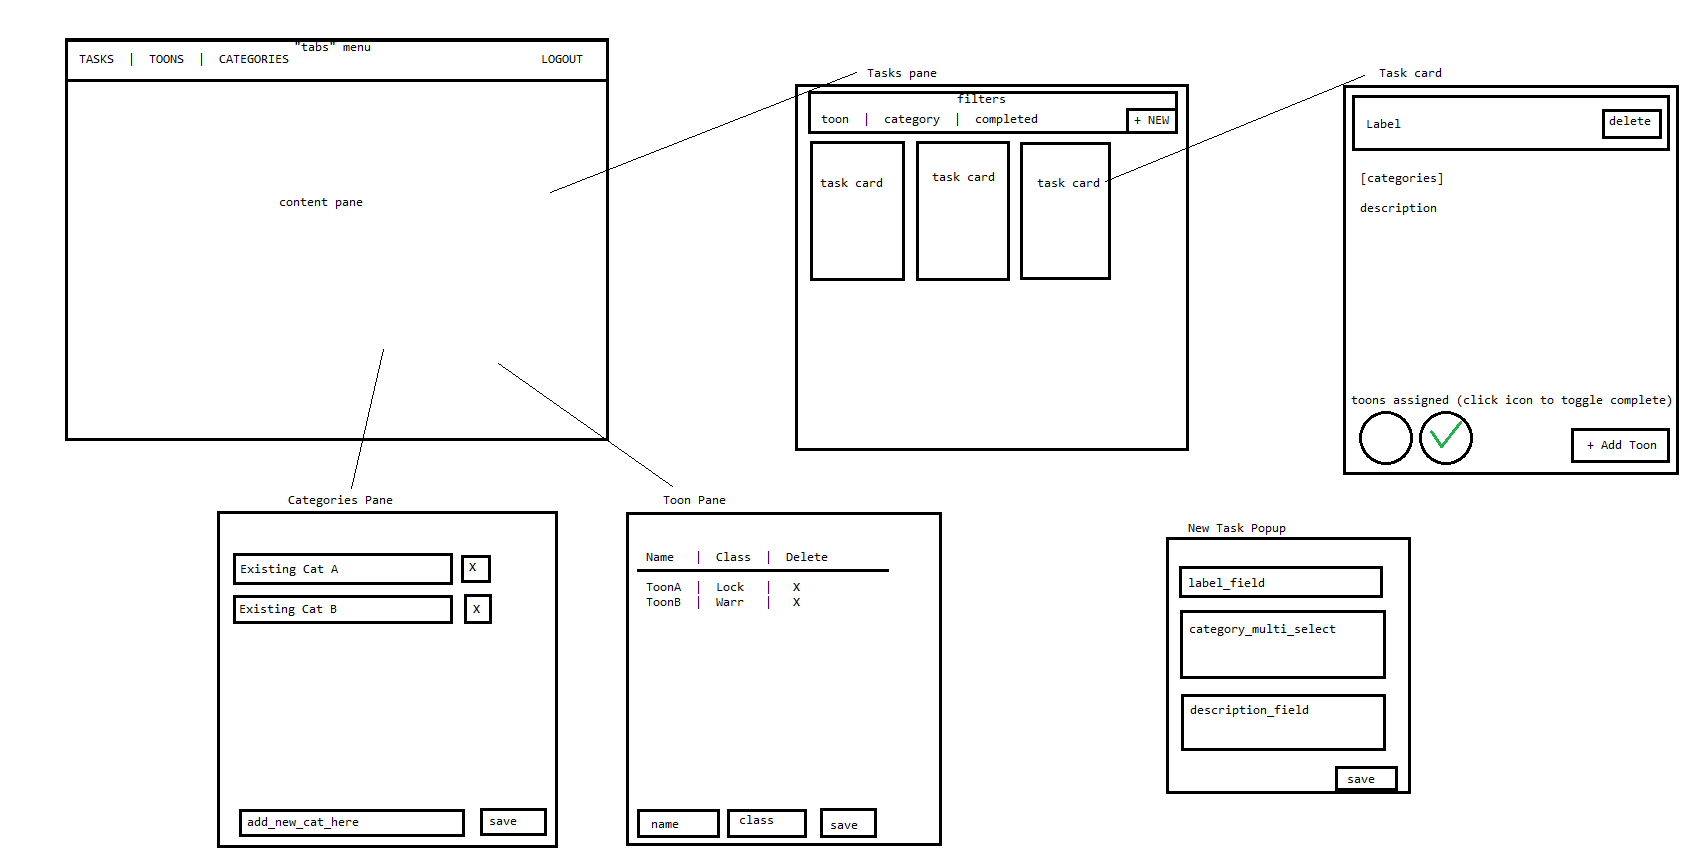 "tabs" menu
TASKS | TOONS | CATEGORIES LOGOUT
content pane
Tasks pane
filters
toon | category | completed + NEW
task card task card task card
Task card
Label delete
[categories]
description
toons assigned (click icon to toggle complete)
+ Add Toon
Categories Pane
Existing Cat A X
Existing Cat B X
add_new_cat_here save
Toon Pane
Name | Class | Delete
ToonA | Lock | X
ToonB | Warr | X
name class save
New Task Popup
label_field
category_multi_select
description_field
save